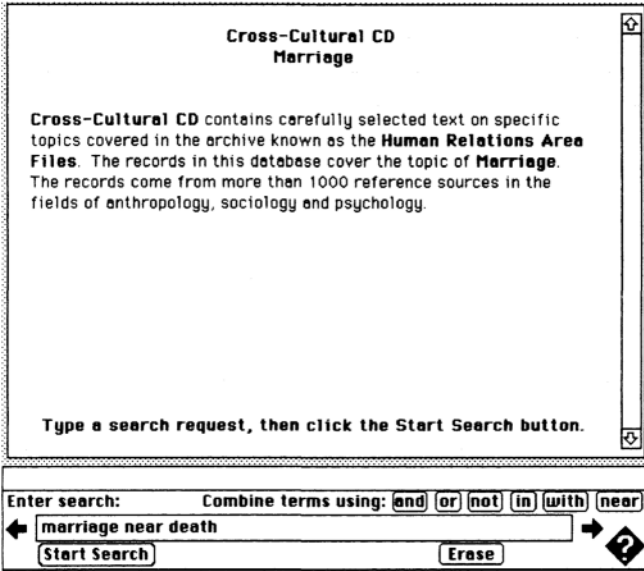 Cross-Cultural CD
Marriage
Cross-Cultural CD contains carefully selected text on specific
topics covered in the archive known as the Human Relations Area
Files. The records in this database cover the topic of Marriage.
The records come from more than 1000 reference sources in the
fields of anthropology, sociology and psychology.
Type a search request, then click the Start Search button.
Enter search: Combine terms using: and or not in with near
marriage near death
Start Search Erase ?